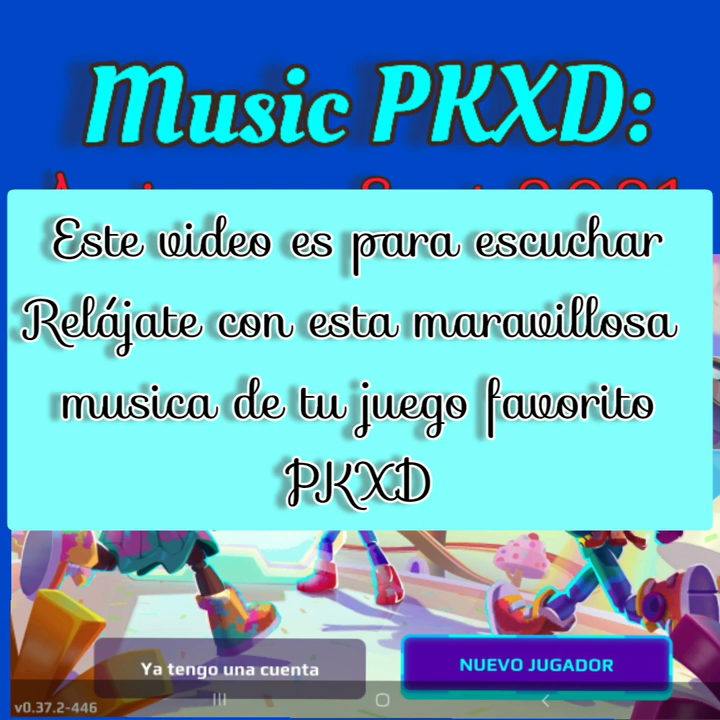 Music PKXD:
2021
Este video es para escuchar
Relájate con esta maravillosa
musica de tu juego favorito
PKXD
Ya tengo una cuenta
NUEVO JUGADOR
v0.37.2-446